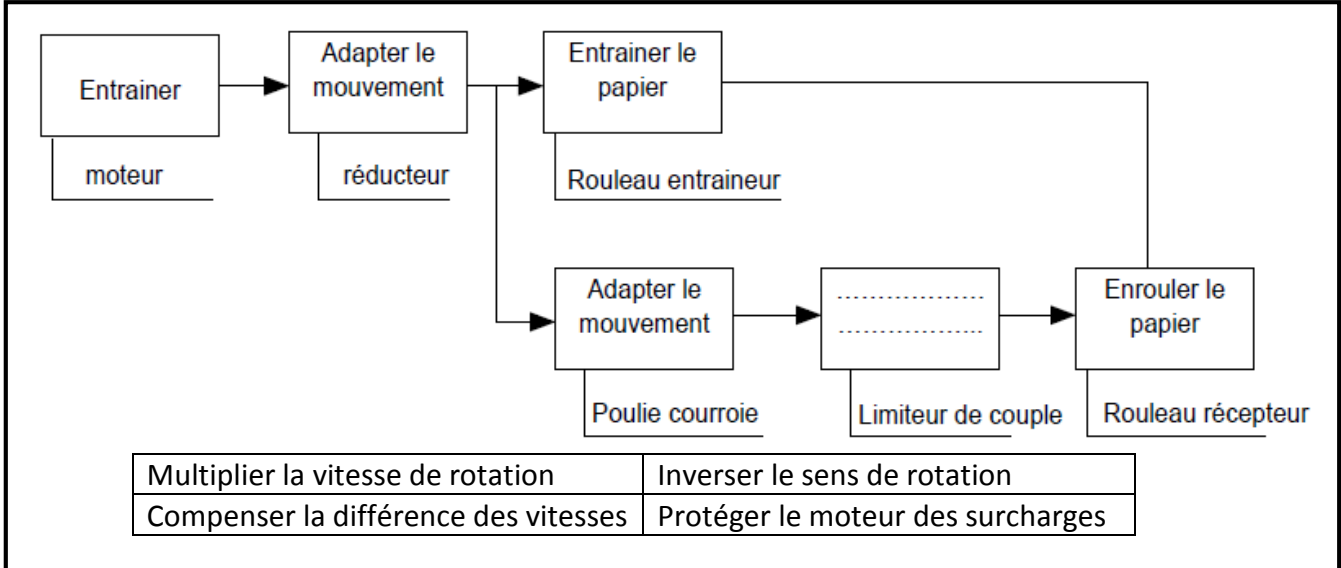 Entrainer
moteur
Adapter le
mouvement
réducteur
Entrainer le
papier
Rouleau entraineur
Adapter le
mouvement
Poulie courroie
………………
……………...
Limiteur de couple
Enrouler le
papier
Rouleau récepteur
Multiplier la vitesse de rotation
Inverser le sens de rotation
Compenser la différence des vitesses
Protéger le moteur des surcharges